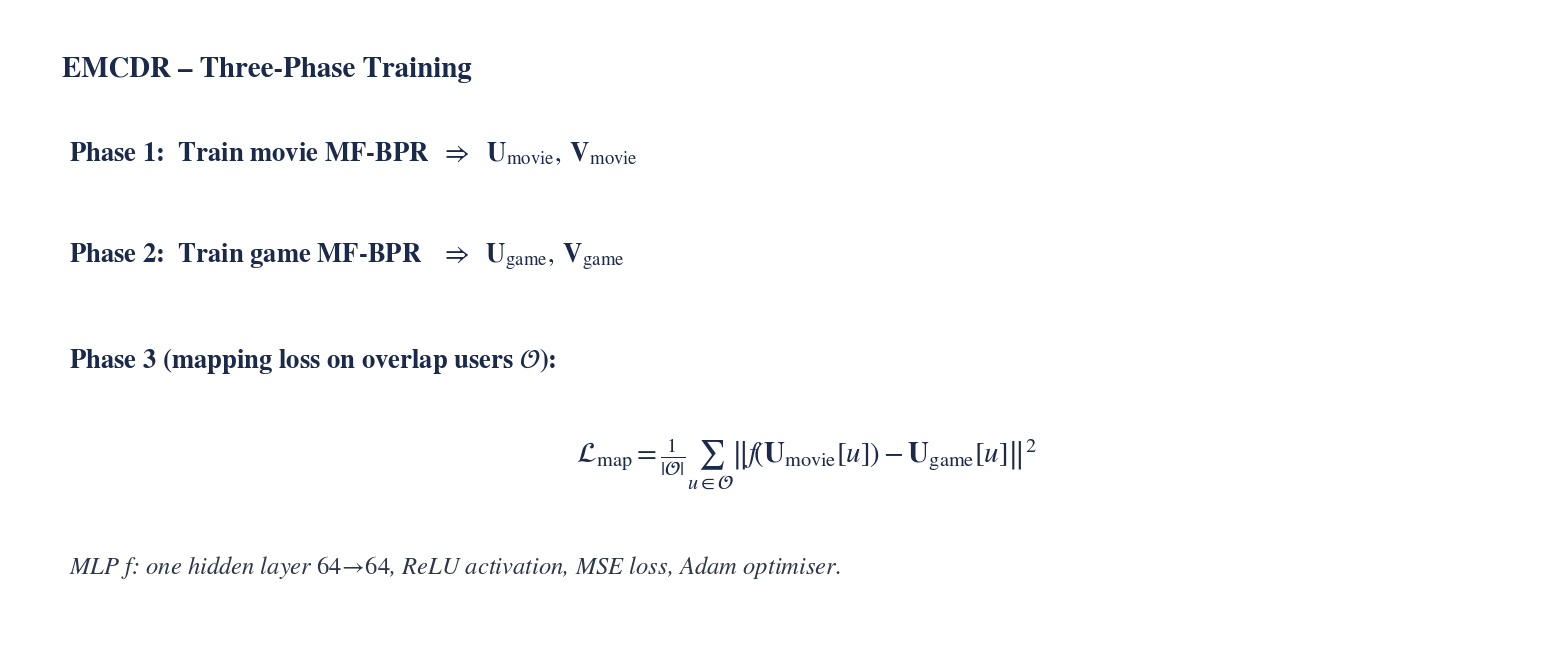 EMCDR – Three-Phase Training
Phase 1: Train movie MF-BPR ⇒ U_movie, V_movie
Phase 2: Train game MF-BPR ⇒ U_game, V_game
Phase 3 (mapping loss on overlap users 𝒪):
ℒ_map = 1/|𝒪| ∑_{u∈𝒪} ‖f(U_movie[u]) − U_game[u]‖²
MLP f: one hidden layer 64→64, ReLU activation, MSE loss, Adam optimiser.